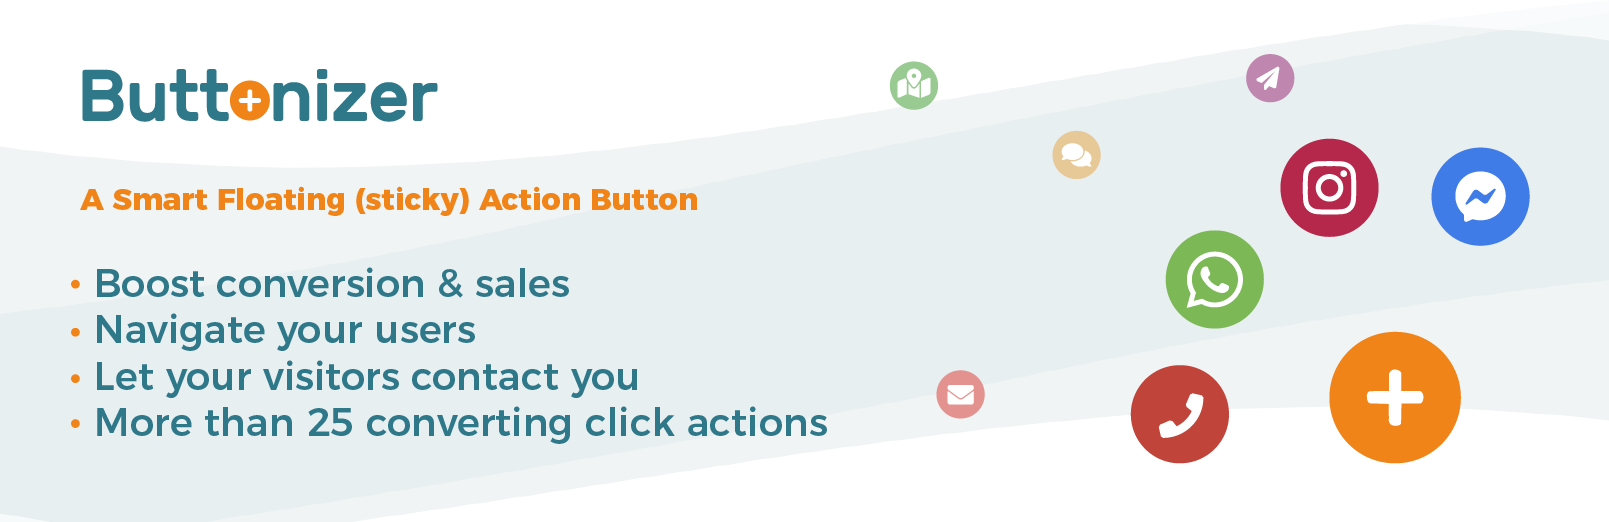 Buttonizer
A Smart Floating (sticky) Action Button
• Boost conversion & sales
• Navigate your users
• Let your visitors contact you
• More than 25 converting click actions